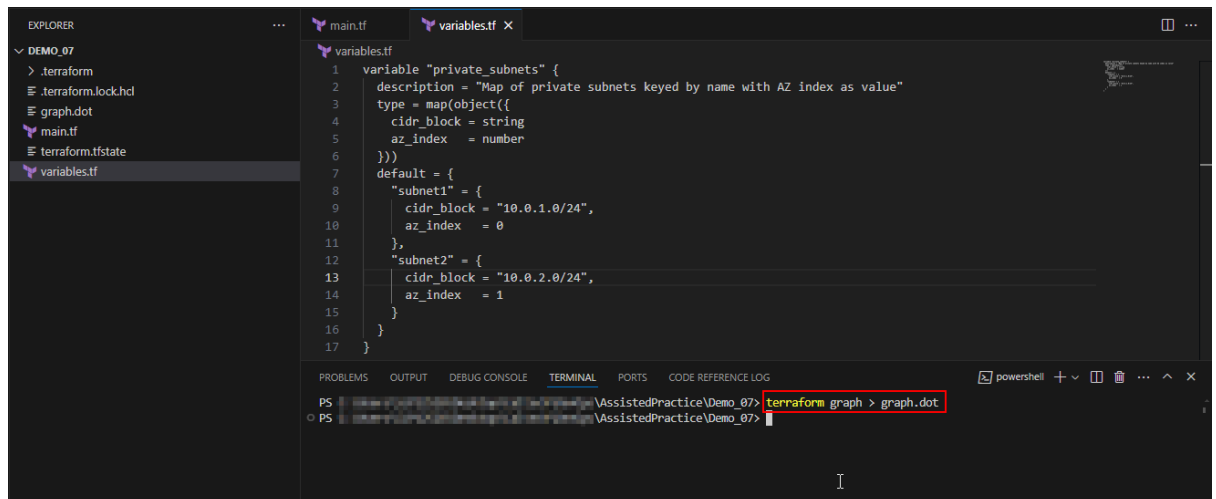 EXPLORER
DEMO_07
.terraform
.terraform.lock.hcl
graph.dot
main.tf
terraform.tfstate
variables.tf
main.tf
variables.tf
variables.tf
1 variable "private_subnets" {
2 description = "Map of private subnets keyed by name with AZ index as value"
3 type = map(object({
4 cidr_block = string
5 az_index = number
6 }))
7 default = {
8 "subnet1" = {
9 cidr_block = "10.0.1.0/24",
10 az_index = 0
11 },
12 "subnet2" = {
13 cidr_block = "10.0.2.0/24",
14 az_index = 1
15 }
16 }
17 }
PROBLEMS OUTPUT DEBUG CONSOLE TERMINAL PORTS CODE REFERENCE LOG powershell
PS \AssistedPractice\Demo_07> terraform graph > graph.dot
PS \AssistedPractice\Demo_07>